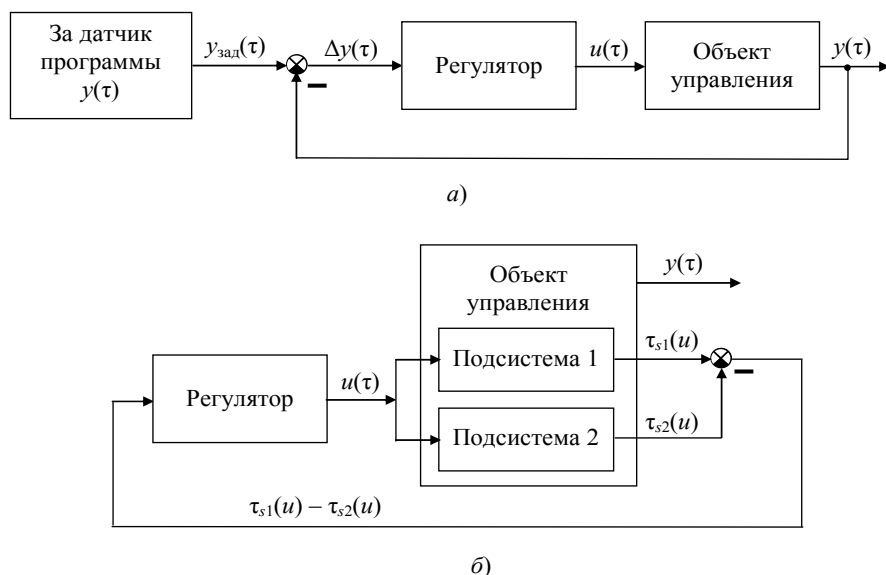 За датчик
программы
y(τ)
yзад(τ)
Δy(τ)
Регулятор
u(τ)
Объект
управления
y(τ)
а)
Объект
управления
y(τ)
Подсистема 1
τs1(u)
Регулятор
u(τ)
Подсистема 2
τs2(u)
τs1(u) – τs2(u)
б)